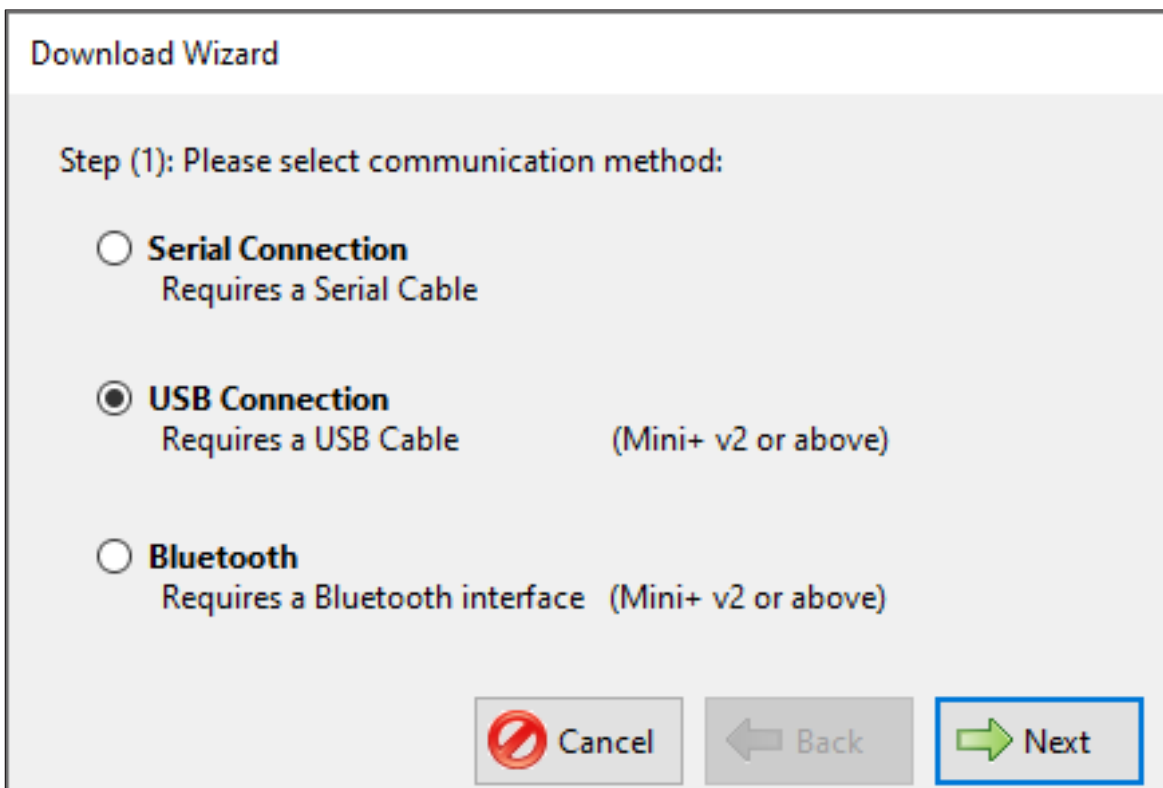 Download Wizard
Step (1): Please select communication method:
Serial Connection
Requires a Serial Cable
USB Connection
Requires a USB Cable (Mini+ v2 or above)
Bluetooth
Requires a Bluetooth interface (Mini+ v2 or above)
Cancel Back Next